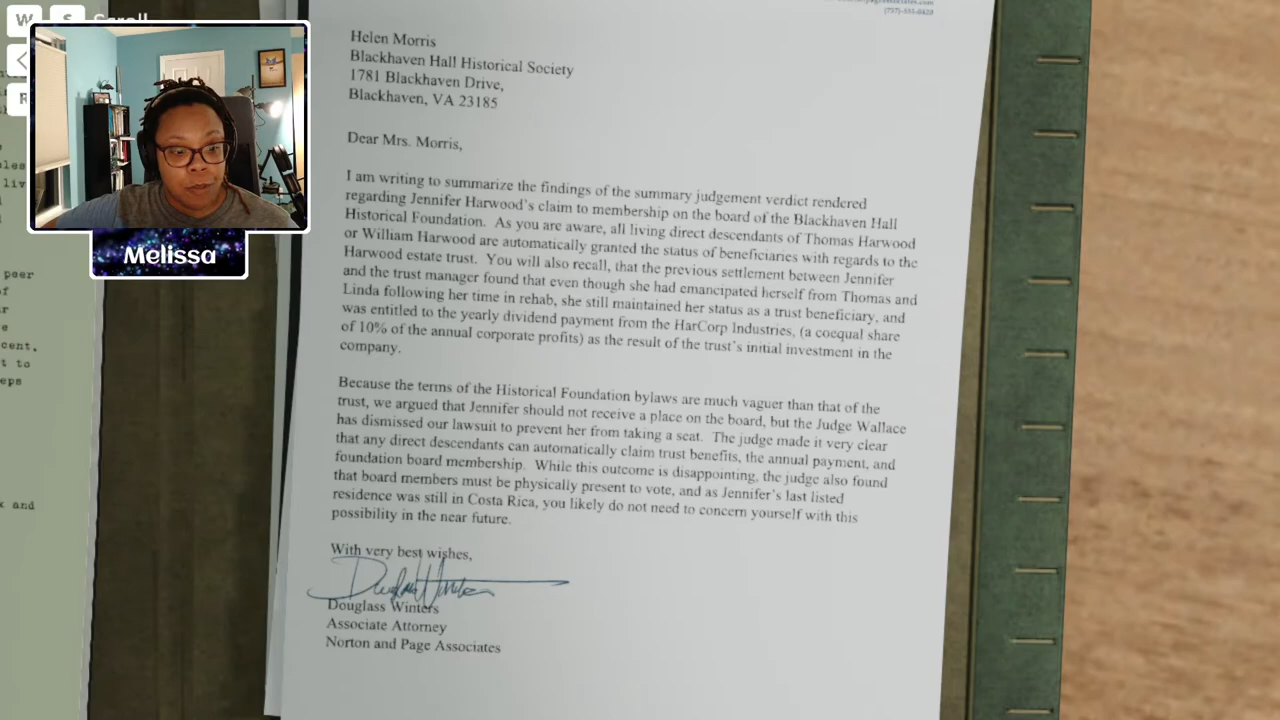 W S Scroll
R
(757)-555-0420
Helen Morris
Blackhaven Hall Historical Society
1781 Blackhaven Drive,
Blackhaven, VA 23185
Dear Mrs. Morris,
I am writing to summarize the findings of the summary judgement verdict rendered
regarding Jennifer Harwood's claim to membership on the board of the Blackhaven Hall
Historical Foundation. As you are aware, all living direct descendants of Thomas Harwood
or William Harwood are automatically granted the status of beneficiaries with regards to the
Harwood estate trust. You will also recall, that the previous settlement between Jennifer
and the trust manager found that even though she had emancipated herself from Thomas and
Linda following her time in rehab, she still maintained her status as a trust beneficiary, and
was entitled to the yearly dividend payment from the HarCorp Industries, (a coequal share
of 10% of the annual corporate profits) as the result of the trust's initial investment in the
company.
Because the terms of the Historical Foundation bylaws are much vaguer than that of the
trust, we argued that Jennifer should not receive a place on the board, but the Judge Wallace
has dismissed our lawsuit to prevent her from taking a seat. The judge made it very clear
that any direct descendants can automatically claim trust benefits, the annual payment, and
foundation board membership. While this outcome is disappointing, the judge also found
that board members must be physically present to vote, and as Jennifer's last listed
residence was still in Costa Rica, you likely do not need to concern yourself with this
possibility in the near future.
With very best wishes,
Douglass Winters
Douglass Winters
Associate Attorney
Norton and Page Associates
Melissa
peer
of
cent,
t to
eps
and